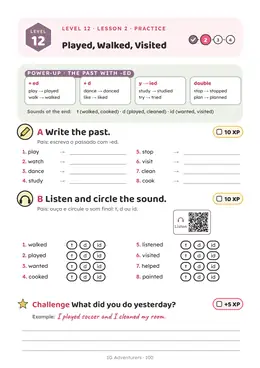 LEVEL
12
LEVEL 12 • LESSON 2 • PRACTICE
Played, Walked, Visited
2
3
4
POWER-UP · THE PAST WITH -ED
+ ed
play → played
walk → walked
+ d
dance → danced
like → liked
y → ied
study → studied
try → tried
double
stop → stopped
plan → planned
Sounds at the end: t (walked, cooked) · d (played, cleaned) · id (wanted, visited)
A Write the past.
10 XP
Pais: escreva o passado com -ed.
1. play →
2. watch →
3. dance →
4. study →
5. stop →
6. visit →
7. clean →
8. cook →
B Listen and circle the sound.
10 XP
Pais: ouça e circule o som final: t, d ou id.
Listen
1. walked t d id
2. played t d id
3. wanted t d id
4. cooked t d id
5. listened t d id
6. visited t d id
7. helped t d id
8. painted t d id
Challenge What did you do yesterday?
+5 XP
Example: I played soccer and I cleaned my room.